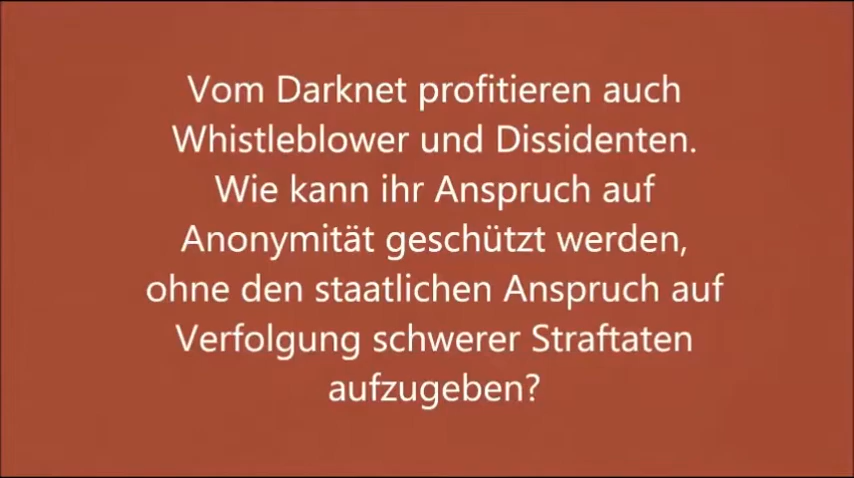 Vom Darknet profitieren auch
Whistleblower und Dissidenten.
Wie kann ihr Anspruch auf
Anonymität geschützt werden,
ohne den staatlichen Anspruch auf
Verfolgung schwerer Straftaten
aufzugeben?